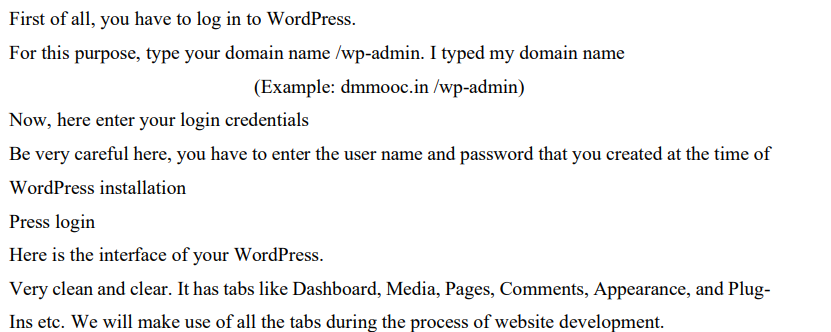 First of all, you have to log in to WordPress.
For this purpose, type your domain name /wp-admin. I typed my domain name
(Example: dmmooc.in /wp-admin)
Now, here enter your login credentials
Be very careful here, you have to enter the user name and password that you created at the time of
WordPress installation
Press login
Here is the interface of your WordPress.
Very clean and clear. It has tabs like Dashboard, Media, Pages, Comments, Appearance, and Plug-
Ins etc. We will make use of all the tabs during the process of website development.